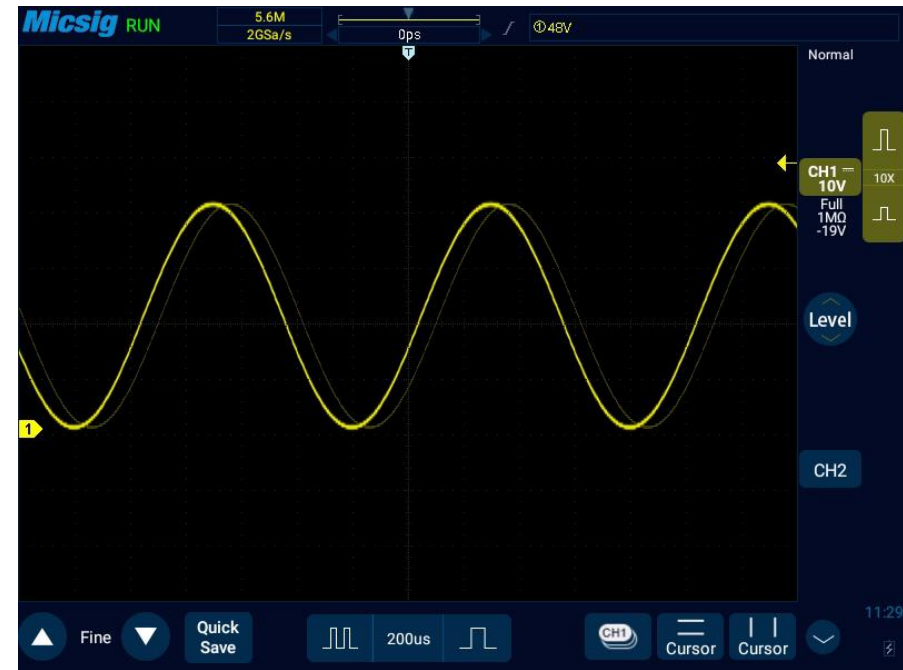 Micsig RUN
5.6M
2GSa/s
0ps
①48V
T
Normal
CH1
10V
10X
Full
1MΩ
-19V
Level
1
CH2
Fine
Quick
Save
200us
CH1
Cursor
Cursor
11:29